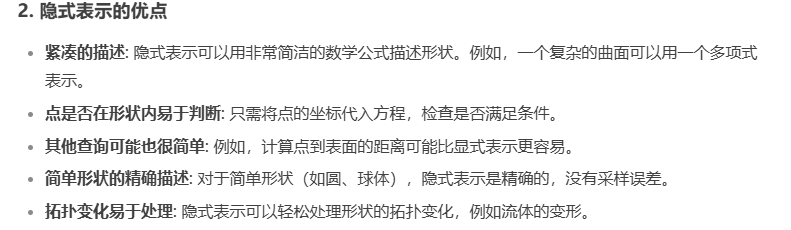 2. 隐式表示的优点
紧凑的描述: 隐式表示可以用非常简洁的数学公式描述形状。例如，一个复杂的曲面可以用一个多项式
表示。
点是否在形状内易于判断: 只需将点的坐标代入方程，检查是否满足条件。
其他查询可能也很简单: 例如，计算点到表面的距离可能比显式表示更容易。
简单形状的精确描述: 对于简单形状（如圆、球体），隐式表示是精确的，没有采样误差。
拓扑变化易于处理: 隐式表示可以轻松处理形状的拓扑变化，例如流体的变形。